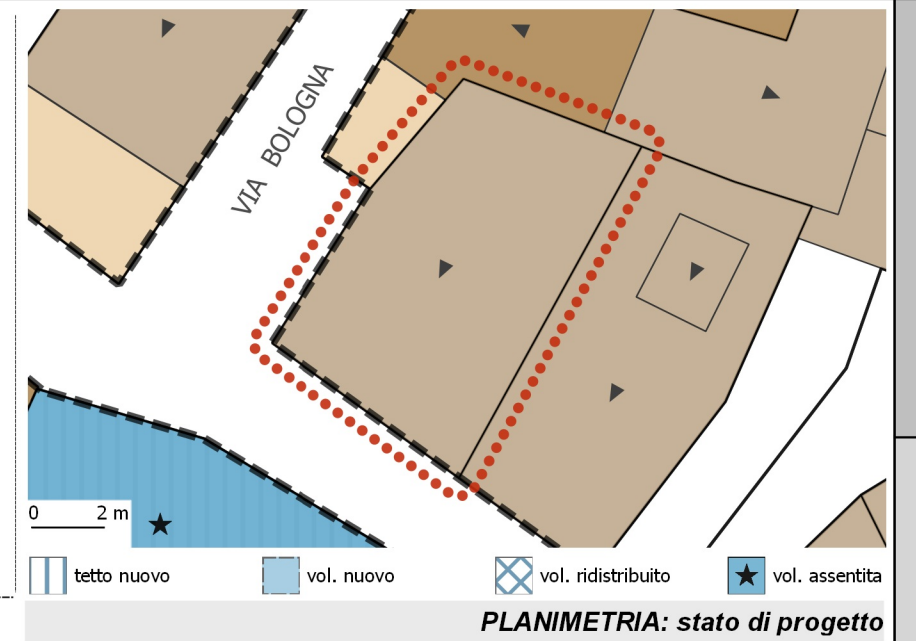 VIA BOLOGNA
0 2 m
tetto nuovo
vol. nuovo
vol. ridistribuito
vol. assentita
PLANIMETRIA: stato di progetto